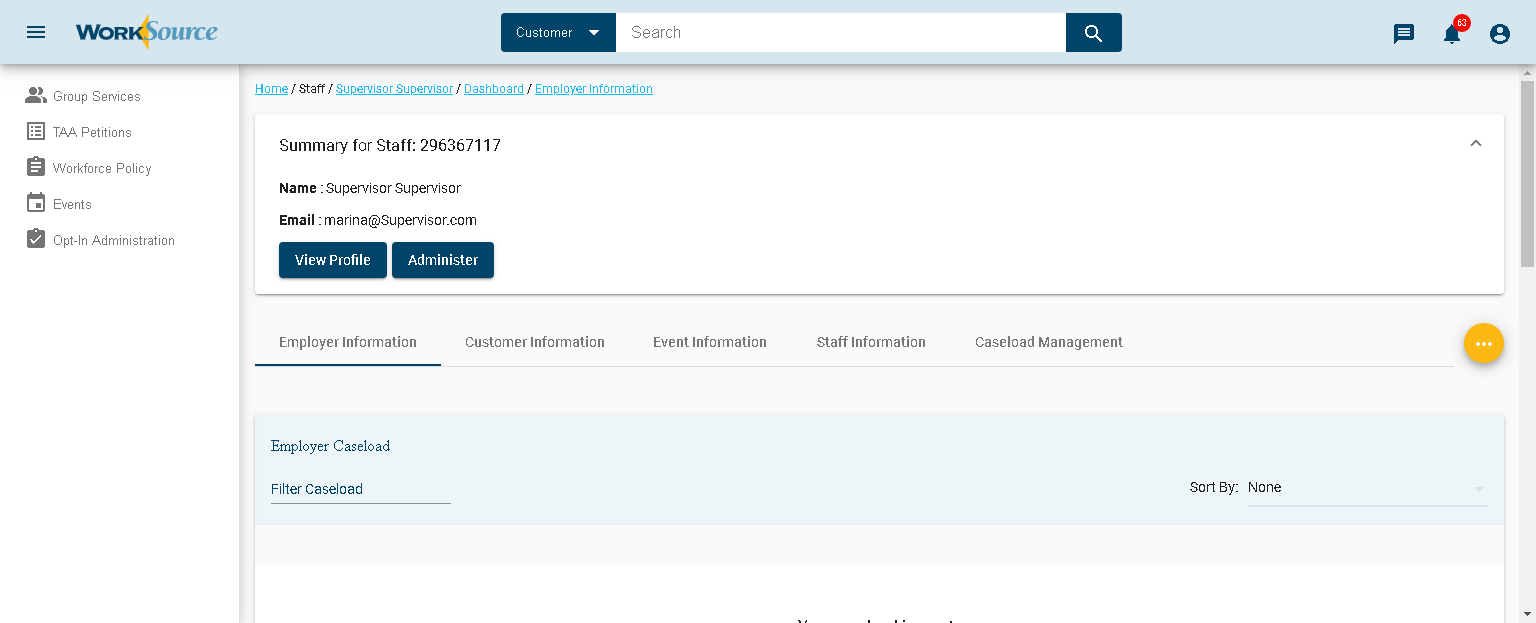 WorkSource
Customer
Search
63
Group Services
TAA Petitions
Workforce Policy
Events
Opt-In Administration
Home / Staff / Supervisor Supervisor / Dashboard / Employer Information
Summary for Staff: 296367117
Name : Supervisor Supervisor
Email : marina@Supervisor.com
View Profile
Administer
Employer Information
Customer Information
Event Information
Staff Information
Caseload Management
Employer Caseload
Filter Caseload
Sort By: None